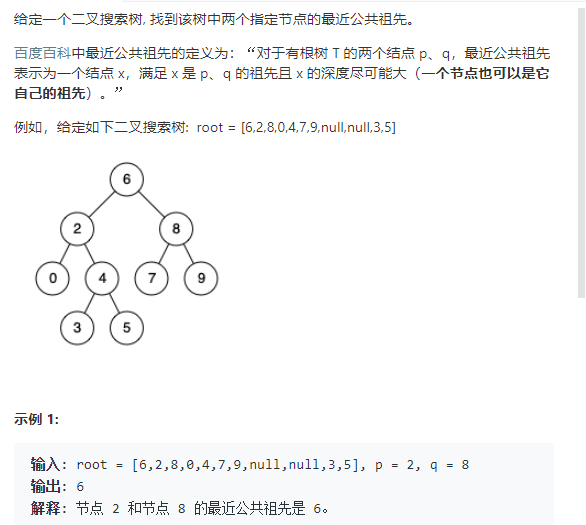 给定一个二叉搜索树, 找到该树中两个指定节点的最近公共祖先。
百度百科中最近公共祖先的定义为：“对于有根树 T 的两个结点 p、q，最近公共祖先
表示为一个结点 x，满足 x 是 p、q 的祖先且 x 的深度尽可能大（一个节点也可以是它
自己的祖先）。”
例如，给定如下二叉搜索树: root = [6,2,8,0,4,7,9,null,null,3,5]
6
2 8
0 4 7 9
3 5
示例 1:
输入: root = [6,2,8,0,4,7,9,null,null,3,5], p = 2, q = 8
输出: 6
解释: 节点 2 和节点 8 的最近公共祖先是 6。